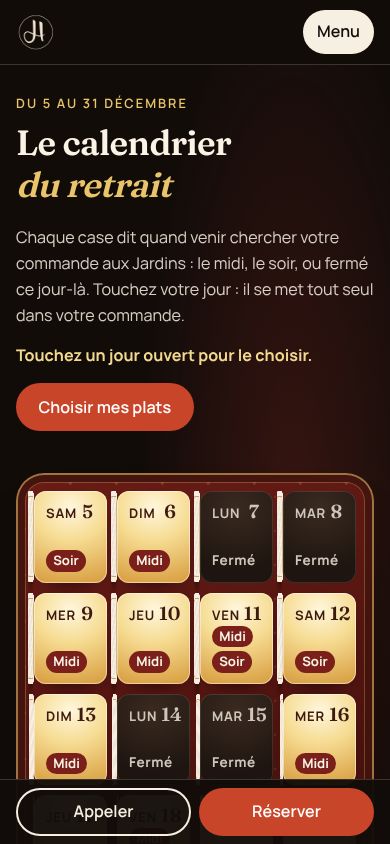 H
Menu
DU 5 AU 31 DÉCEMBRE
Le calendrier
du retrait
Chaque case dit quand venir chercher votre
commande aux Jardins : le midi, le soir, ou fermé
ce jour-là. Touchez votre jour : il se met tout seul
dans votre commande.
Touchez un jour ouvert pour le choisir.
Choisir mes plats
SAM 5 DIM 6 LUN 7 MAR 8
Soir Midi Fermé Fermé
MER 9 JEU 10 VEN 11 SAM 12
Midi
Midi Midi Soir Soir
DIM 13 LUN 14 MAR 15 MER 16
Midi Fermé Fermé Midi
Appeler Réserver